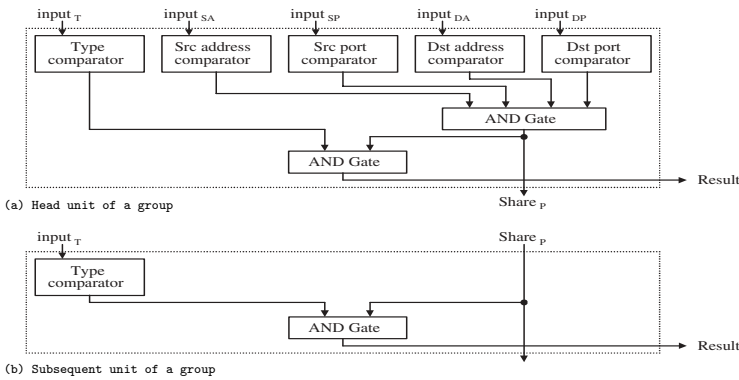 input T input SA input SP input DA input DP
Type comparator
Src address comparator
Src port comparator
Dst address comparator
Dst port comparator
AND Gate
AND Gate
Result
(a) Head unit of a group
Share P
input T
Share P
Type comparator
AND Gate
Result
(b) Subsequent unit of a group